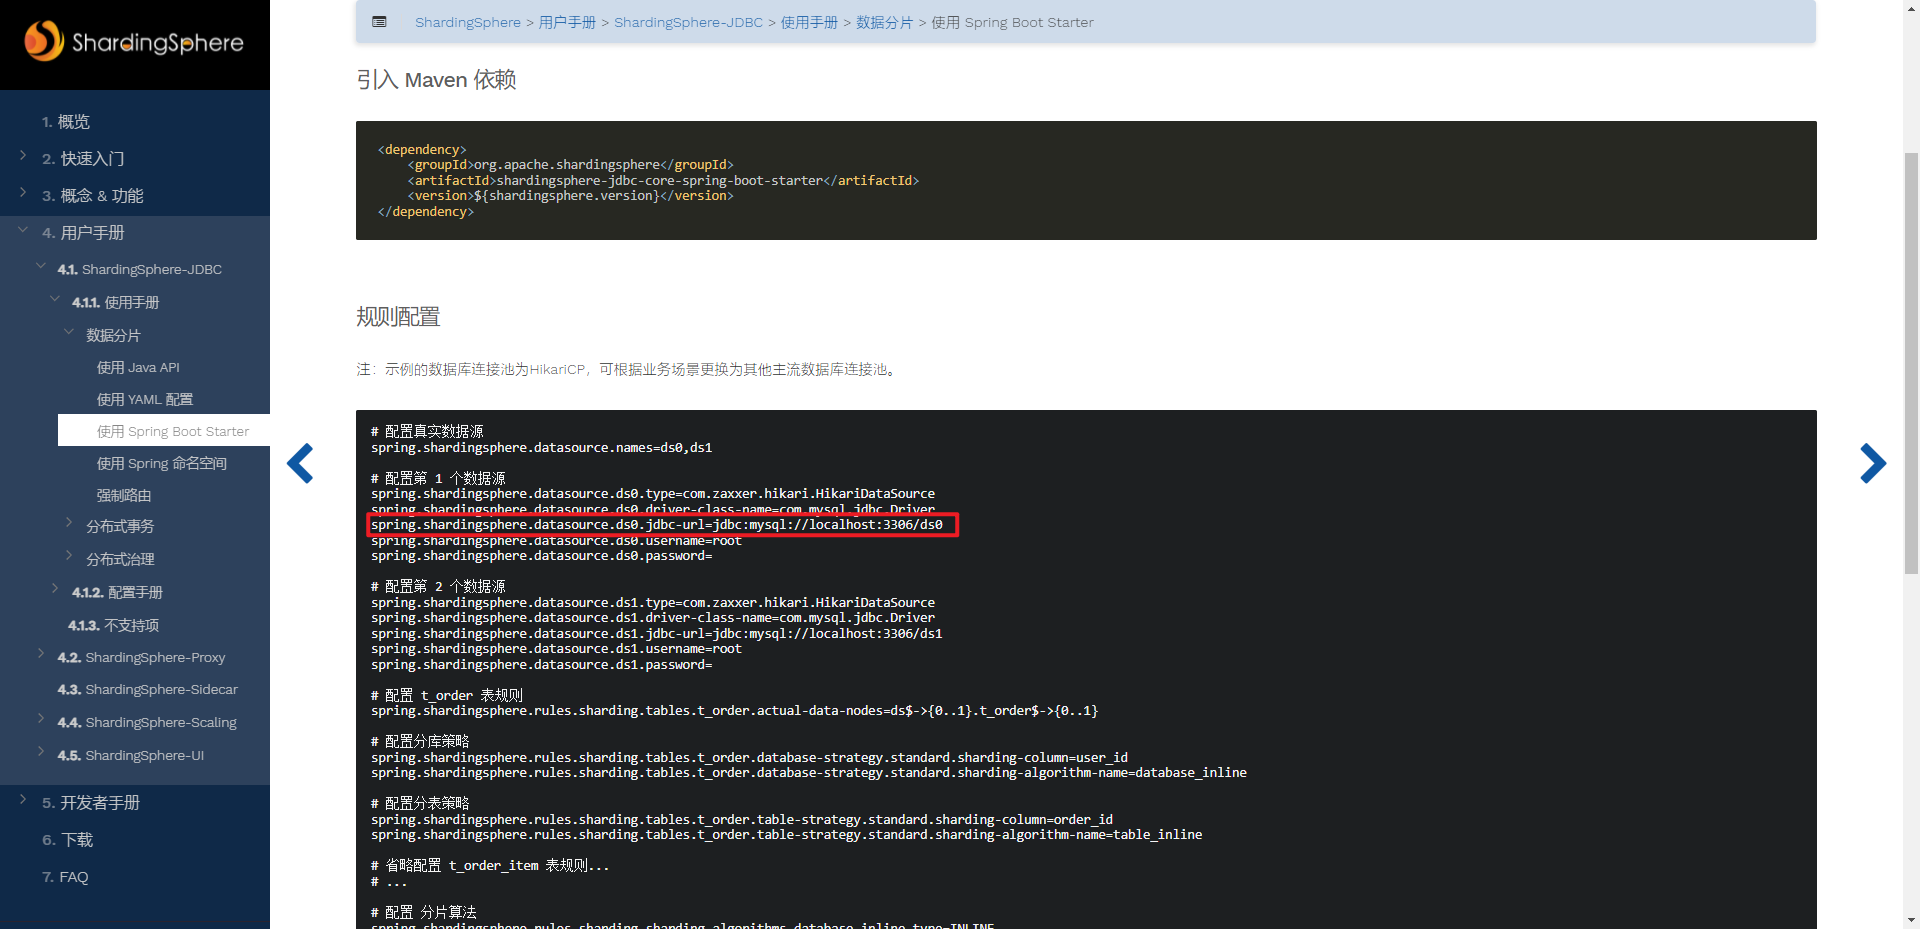 ShardingSphere
1. 概览
2. 快速入门
3. 概念 & 功能
4. 用户手册
4.1. ShardingSphere-JDBC
4.1.1. 使用手册
数据分片
使用 Java API
使用 YAML 配置
使用 Spring Boot Starter
使用 Spring 命名空间
强制路由
分布式事务
分布式治理
4.1.2. 配置手册
4.1.3. 不支持项
4.2. ShardingSphere-Proxy
4.3. ShardingSphere-Sidecar
4.4. ShardingSphere-Scaling
4.5. ShardingSphere-UI
5. 开发者手册
6. 下载
7. FAQ
ShardingSphere > 用户手册 > ShardingSphere-JDBC > 使用手册 > 数据分片 > 使用 Spring Boot Starter
引入 Maven 依赖
<dependency>
    <groupId>org.apache.shardingsphere</groupId>
    <artifactId>shardingsphere-jdbc-core-spring-boot-starter</artifactId>
    <version>${shardingsphere.version}</version>
</dependency>
规则配置
注：示例的数据库连接池为HikariCP，可根据业务场景更换为其他主流数据库连接池。
# 配置真实数据源
spring.shardingsphere.datasource.names=ds0,ds1
# 配置第 1 个数据源
spring.shardingsphere.datasource.ds0.type=com.zaxxer.hikari.HikariDataSource
spring.shardingsphere.datasource.ds0.driver-class-name=com.mysql.jdbc.Driver
spring.shardingsphere.datasource.ds0.jdbc-url=jdbc:mysql://localhost:3306/ds0
spring.shardingsphere.datasource.ds0.username=root
spring.shardingsphere.datasource.ds0.password=
# 配置第 2 个数据源
spring.shardingsphere.datasource.ds1.type=com.zaxxer.hikari.HikariDataSource
spring.shardingsphere.datasource.ds1.driver-class-name=com.mysql.jdbc.Driver
spring.shardingsphere.datasource.ds1.jdbc-url=jdbc:mysql://localhost:3306/ds1
spring.shardingsphere.datasource.ds1.username=root
spring.shardingsphere.datasource.ds1.password=
# 配置 t_order 表规则
spring.shardingsphere.rules.sharding.tables.t_order.actual-data-nodes=ds$->{0..1}.t_order$->{0..1}
# 配置分库策略
spring.shardingsphere.rules.sharding.tables.t_order.database-strategy.standard.sharding-column=user_id
spring.shardingsphere.rules.sharding.tables.t_order.database-strategy.standard.sharding-algorithm-name=database_inline
# 配置分表策略
spring.shardingsphere.rules.sharding.tables.t_order.table-strategy.standard.sharding-column=order_id
spring.shardingsphere.rules.sharding.tables.t_order.table-strategy.standard.sharding-algorithm-name=table_inline
# 省略配置 t_order_item 表规则...
# ...
# 配置 分片算法
spring.shardingsphere.rules.sharding.sharding-algorithms.database_inline.type=INLINE